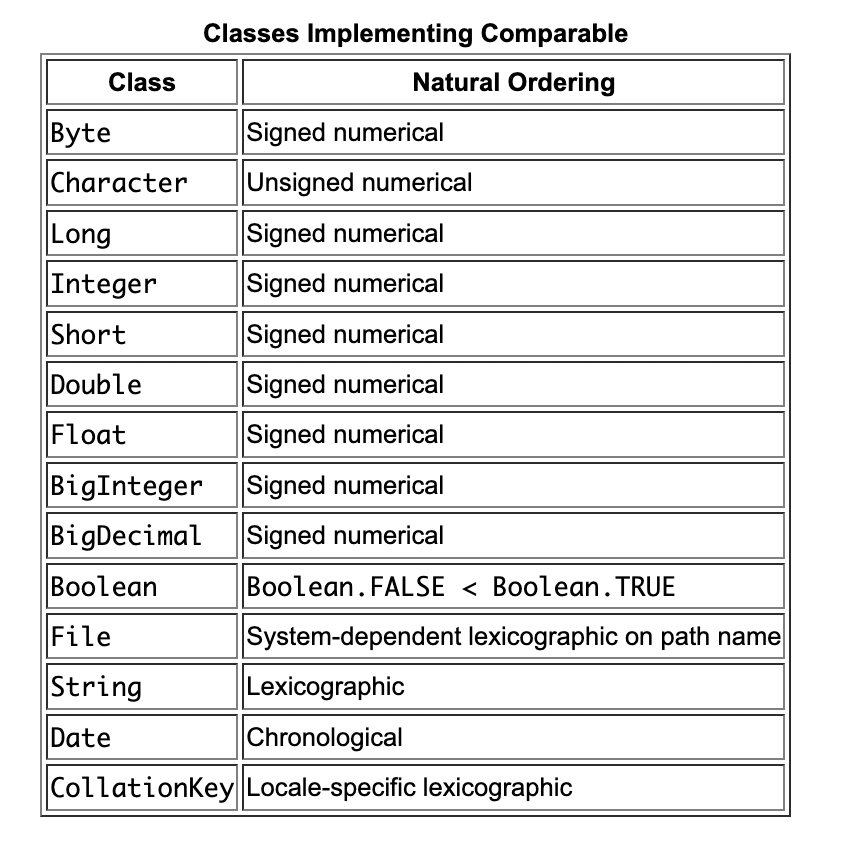 Classes Implementing Comparable
Class Natural Ordering
Byte Signed numerical
Character Unsigned numerical
Long Signed numerical
Integer Signed numerical
Short Signed numerical
Double Signed numerical
Float Signed numerical
BigInteger Signed numerical
BigDecimal Signed numerical
Boolean Boolean.FALSE < Boolean.TRUE
File System-dependent lexicographic on path name
String Lexicographic
Date Chronological
CollationKey Locale-specific lexicographic